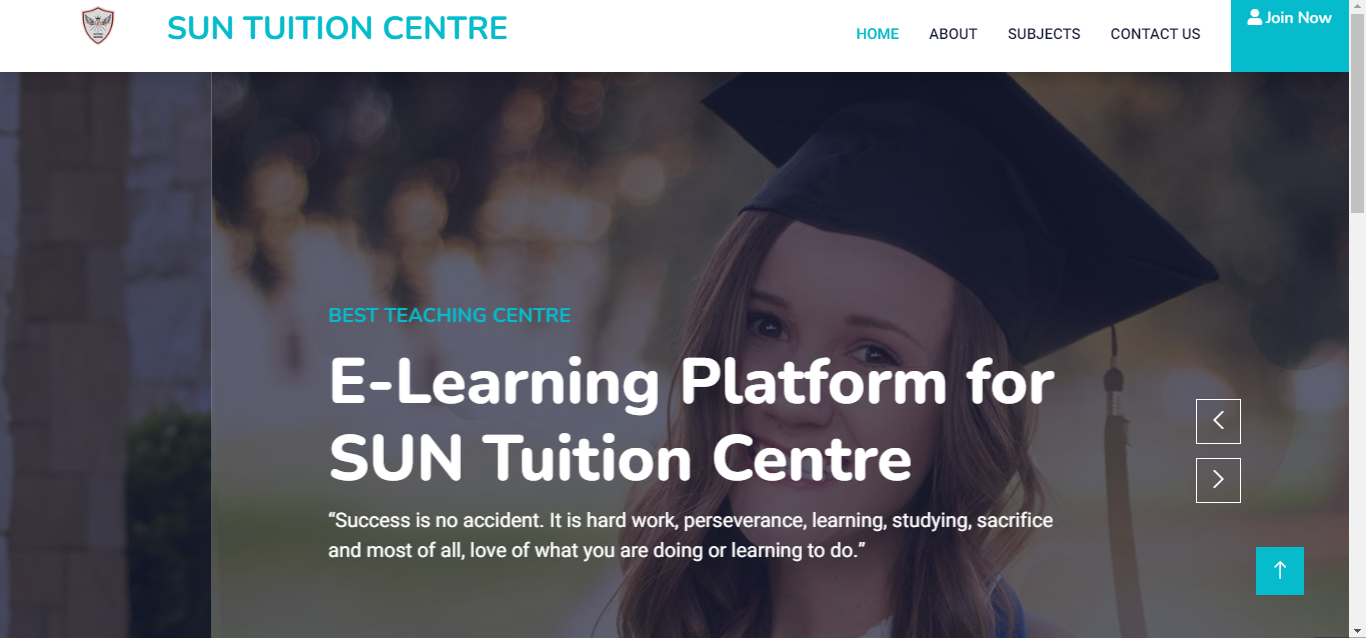 SUN TUITION CENTRE
HOME ABOUT SUBJECTS CONTACT US
Join Now
BEST TEACHING CENTRE
E-Learning Platform for
SUN Tuition Centre
“Success is no accident. It is hard work, perseverance, learning, studying, sacrifice
and most of all, love of what you are doing or learning to do.”